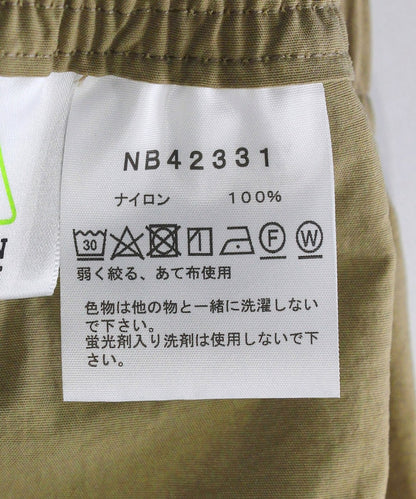 NB42331
ナイロン 100%
30 F W
弱く絞る、あて布使用
色物は他の物と一緒に洗濯しない
で下さい。
蛍光剤入り洗剤は使用しないで下
さい。